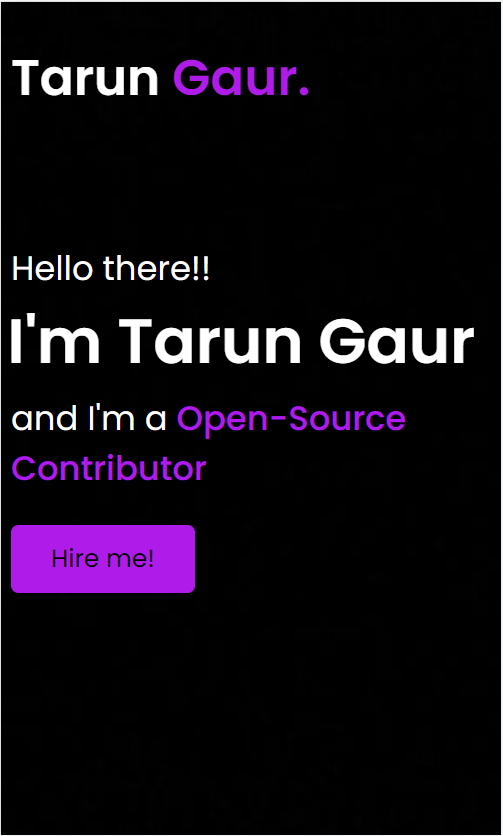 Tarun Gaur.
Hello there!!
I'm Tarun Gaur
and I'm a Open-Source
Contributor
Hire me!